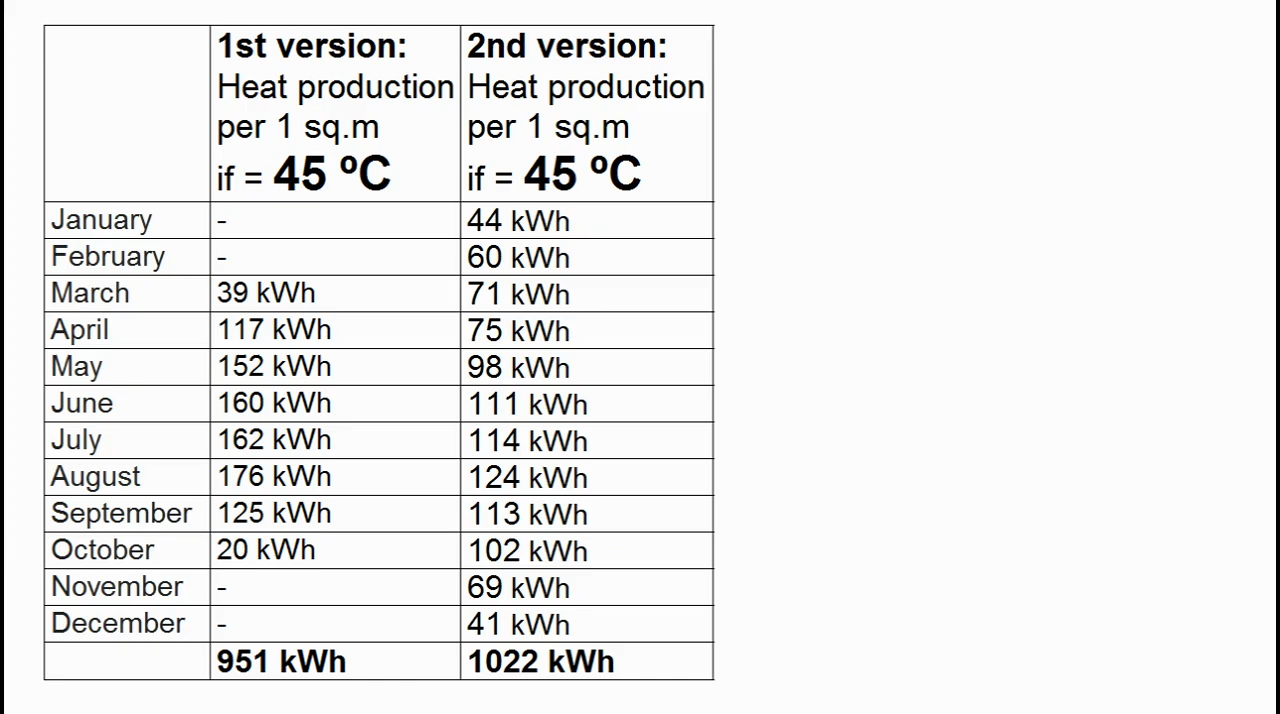 1st version: 2nd version:
Heat production Heat production
per 1 sq.m per 1 sq.m
if = 45 ºC if = 45 ºC
January - 44 kWh
February - 60 kWh
March 39 kWh 71 kWh
April 117 kWh 75 kWh
May 152 kWh 98 kWh
June 160 kWh 111 kWh
July 162 kWh 114 kWh
August 176 kWh 124 kWh
September 125 kWh 113 kWh
October 20 kWh 102 kWh
November - 69 kWh
December - 41 kWh
951 kWh 1022 kWh